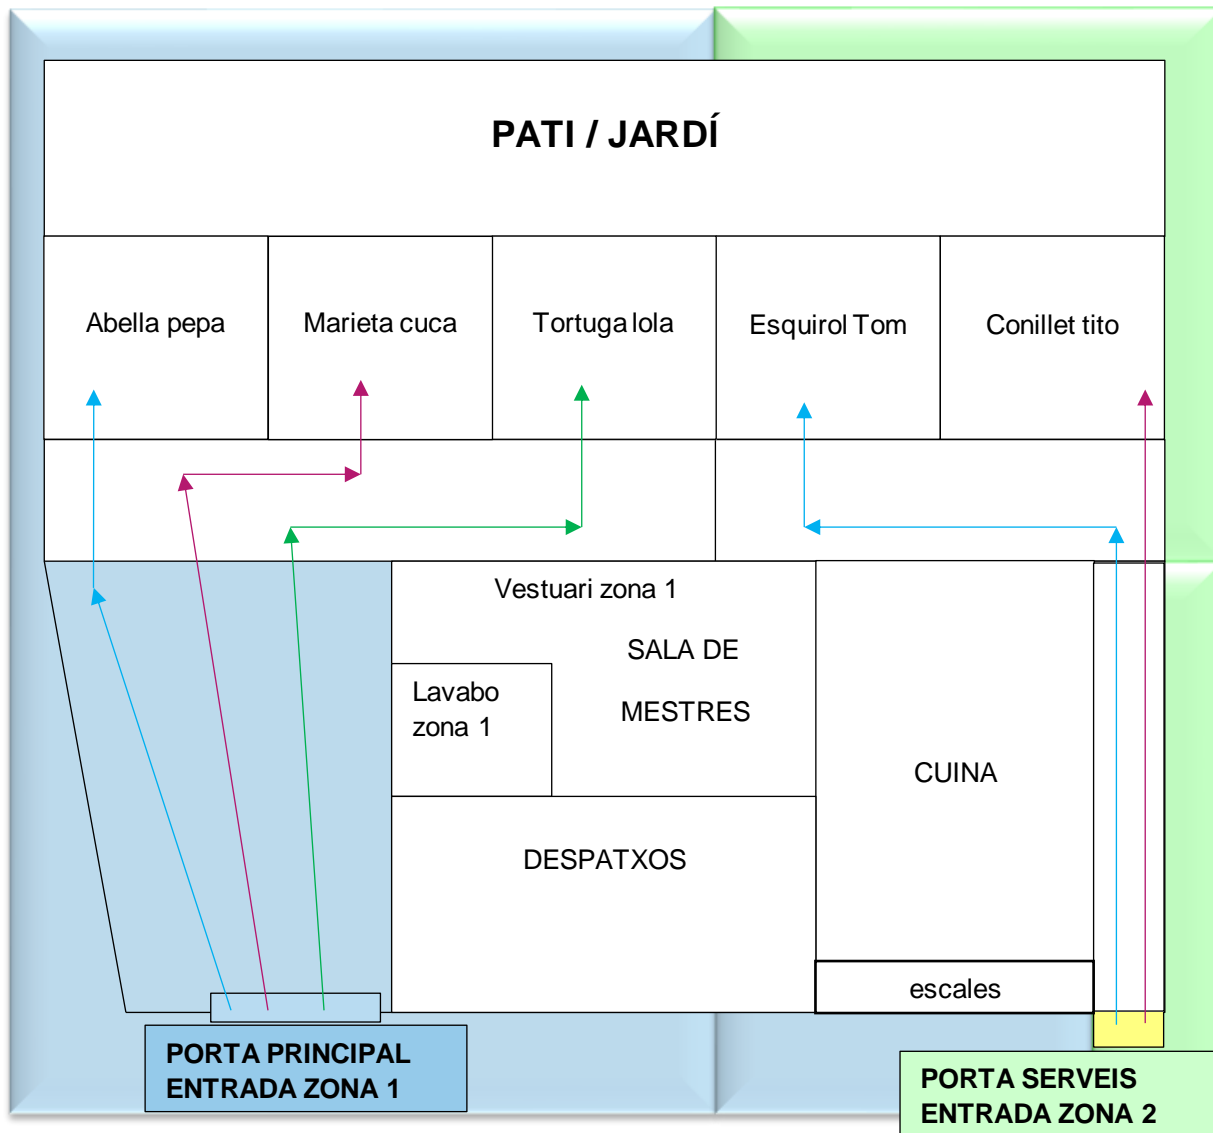 PATI / JARDÍ
Abella pepa
Marieta cuca
Tortuga lola
Esquirol Tom
Conillet tito
Vestuari zona 1
SALA DE
MESTRES
Lavabo
zona 1
CUINA
DESPATXOS
escales
PORTA PRINCIPAL
ENTRADA ZONA 1
PORTA SERVEIS
ENTRADA ZONA 2